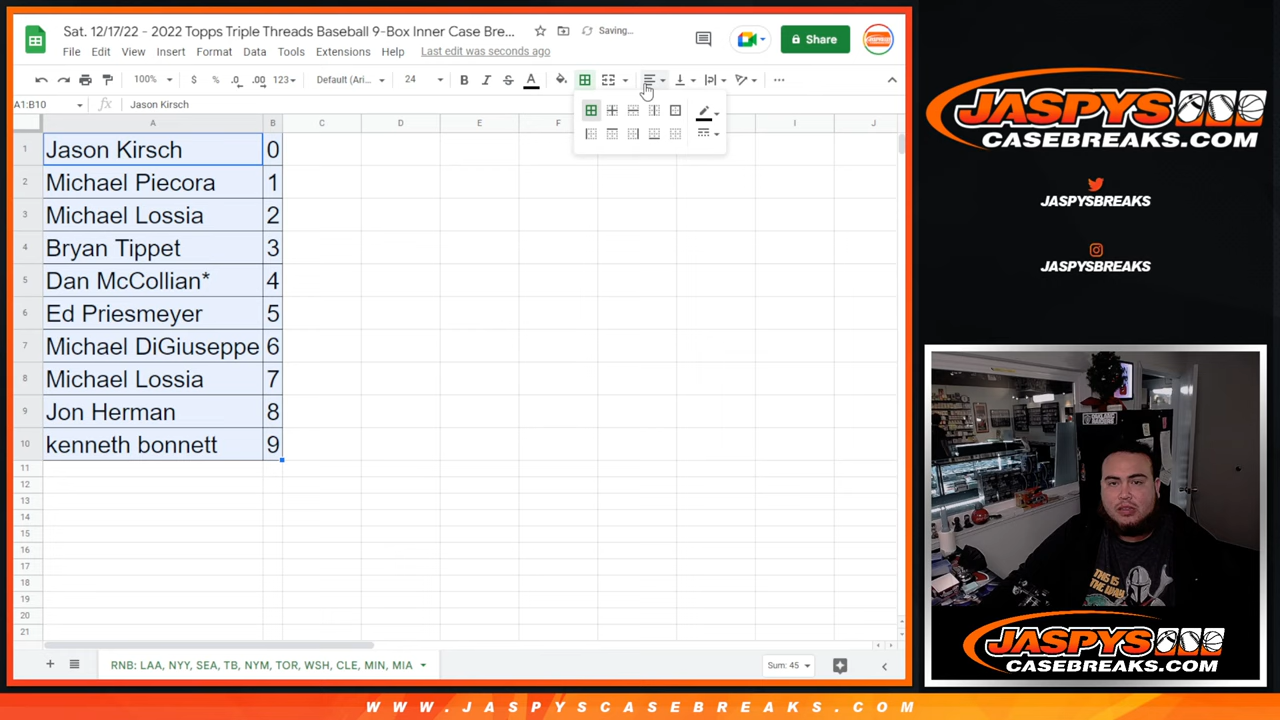 Sat. 12/17/22 - 2022 Topps Triple Threads Baseball 9-Box Inner Case Bre...
Saving...
File Edit View Insert Format Data Tools Extensions Help Last edit was seconds ago
Share
100% $ % .0 .00 123 Default (Ari... 24 B I S A
A1:B10 fx Jason Kirsch
A B C D E F I J
1 Jason Kirsch 0
2 Michael Piecora 1
3 Michael Lossia 2
4 Bryan Tippet 3
5 Dan McCollian* 4
6 Ed Priesmeyer 5
7 Michael DiGiuseppe 6
8 Michael Lossia 7
9 Jon Herman 8
10 kenneth bonnett 9
11
12
13
14
15
16
17
18
19
20
21
RNB: LAA, NYY, SEA, TB, NYM, TOR, WSH, CLE, MIN, MIA
Sum: 45
JASPYS
CASEBREAKS.COM
JASPYSBREAKS
JASPYSBREAKS
THIS IS
THE WAY
JASPYS
CASEBREAKS.COM
WWW.JASPYSCASEBREAKS.COM